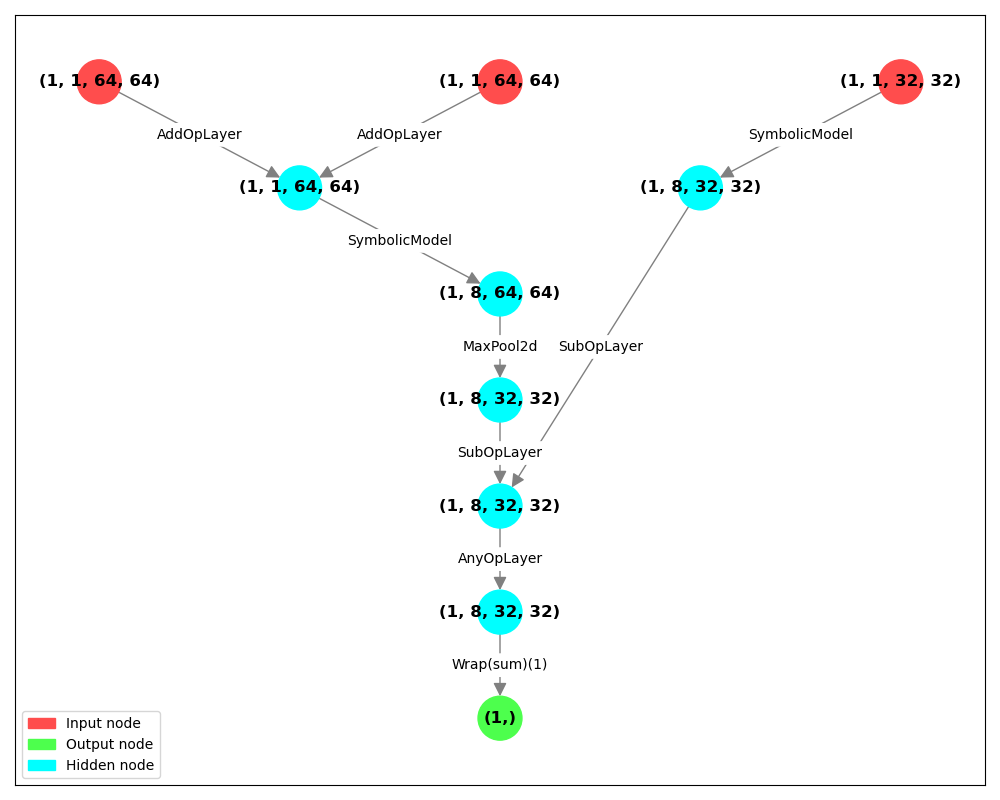 (1, 1, 64, 64)
(1, 1, 64, 64)
(1, 1, 32, 32)
AddOpLayer
AddOpLayer
SymbolicModel
(1, 1, 64, 64)
(1, 8, 32, 32)
SymbolicModel
(1, 8, 64, 64)
MaxPool2d
SubOpLayer
(1, 8, 32, 32)
SubOpLayer
(1, 8, 32, 32)
AnyOpLayer
(1, 8, 32, 32)
Wrap(sum)(1)
(1,)
Input node
Output node
Hidden node